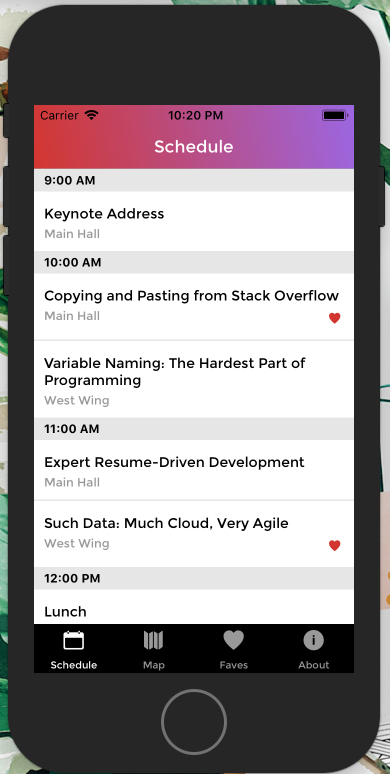 Carrier 10:20 PM
Schedule
9:00 AM
Keynote Address
Main Hall
10:00 AM
Copying and Pasting from Stack Overflow
Main Hall
Variable Naming: The Hardest Part of
Programming
West Wing
11:00 AM
Expert Resume-Driven Development
Main Hall
Such Data: Much Cloud, Very Agile
West Wing
12:00 PM
Lunch
Schedule Map Faves About